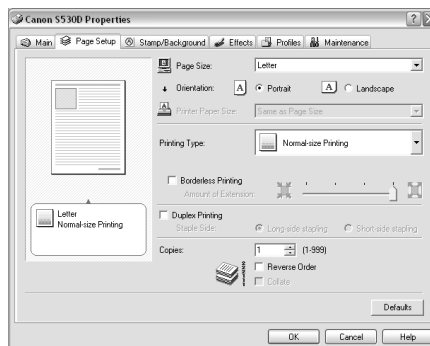 Canon S530D Properties
Main Page Setup Stamp/Background Effects Profiles Maintenance
Page Size: Letter
Orientation: A Portrait A Landscape
Printer Paper Size: Same as Page Size
Printing Type: Normal-size Printing
Borderless Printing
Amount of Extension:
Letter
Normal-size Printing
Duplex Printing
Staple Side: Long-side stapling Short-side stapling
Copies: 1 (1-999)
Reverse Order
Collate
Defaults
OK Cancel Help